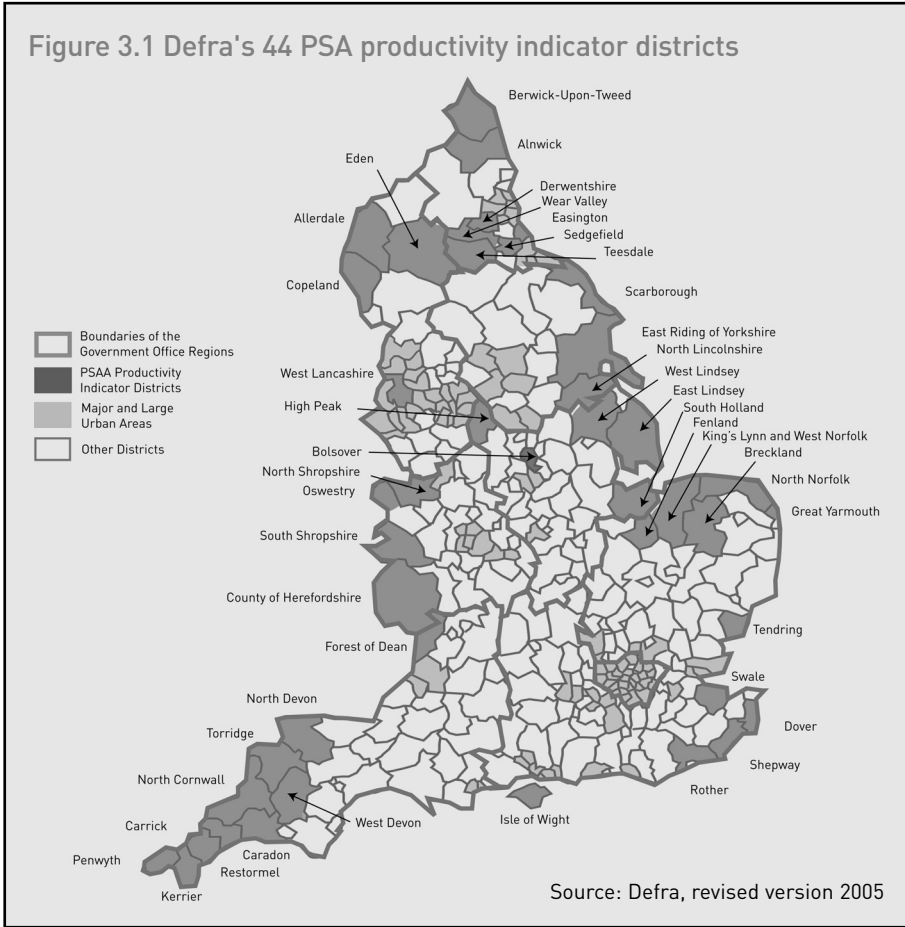 Figure 3.1 Defra's 44 PSA productivity indicator districts
Berwick-Upon-Tweed
Alnwick
Eden
Derwentshire
Wear Valley
Easington
Sedgefield
Teesdale
Allerdale
Copeland
Scarborough
East Riding of Yorkshire
North Lincolnshire
West Lindsey
East Lindsey
South Holland
Fenland
King's Lynn and West Norfolk
Breckland
North Norfolk
Great Yarmouth
Boundaries of the
Government Office Regions
PSAA Productivity
Indicator Districts
Major and Large
Urban Areas
Other Districts
West Lancashire
High Peak
Bolsover
North Shropshire
Oswestry
South Shropshire
County of Herefordshire
Forest of Dean
Tendring
Swale
Dover
Shepway
Rother
Isle of Wight
North Devon
Torridge
North Cornwall
Carrick
Penwyth
Kerrier
Restormel
Caradon
West Devon
Source: Defra, revised version 2005